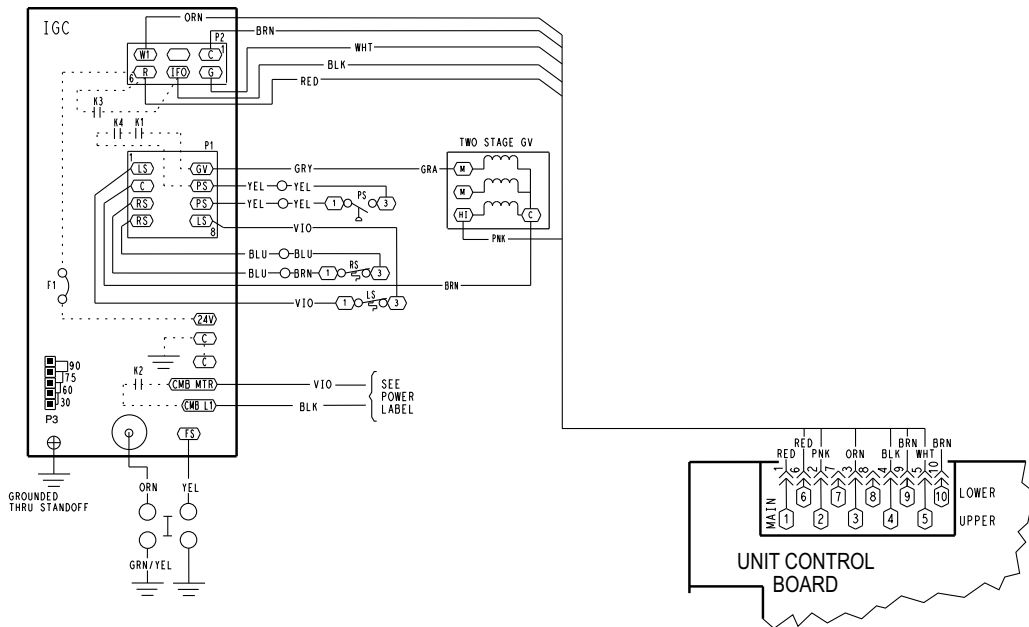 IGC
ORN
P2
BRN
W1
C
1
WHT
6
R
IFO
G
BLK
RED
K3
K4
K1
P1
TWO STAGE GV
1
LS
GV
GRY
GRA
M
C
PS
YEL
YEL
PS
M
RS
PS
YEL
YEL
1
3
HI
C
RS
LS
8
VIO
PNK
BLU
BLU
RS
BLU
BRN
1
3
BRN
F1
LS
VIO
1
3
24V
C
C
90
75
60
30
P3
K2
CMB MTR
VIO
SEE
POWER
LABEL
CMB L1
BLK
FS
GROUNDED
THRU STANDOFF
ORN
YEL
GRN/YEL
RED
BRN
BRN
RED
PNK
ORN
BLK
WHT
1
6
2
7
3
8
4
9
5
10
MAIN
6
7
8
9
10
LOWER
1
2
3
4
5
UPPER
UNIT CONTROL
BOARD